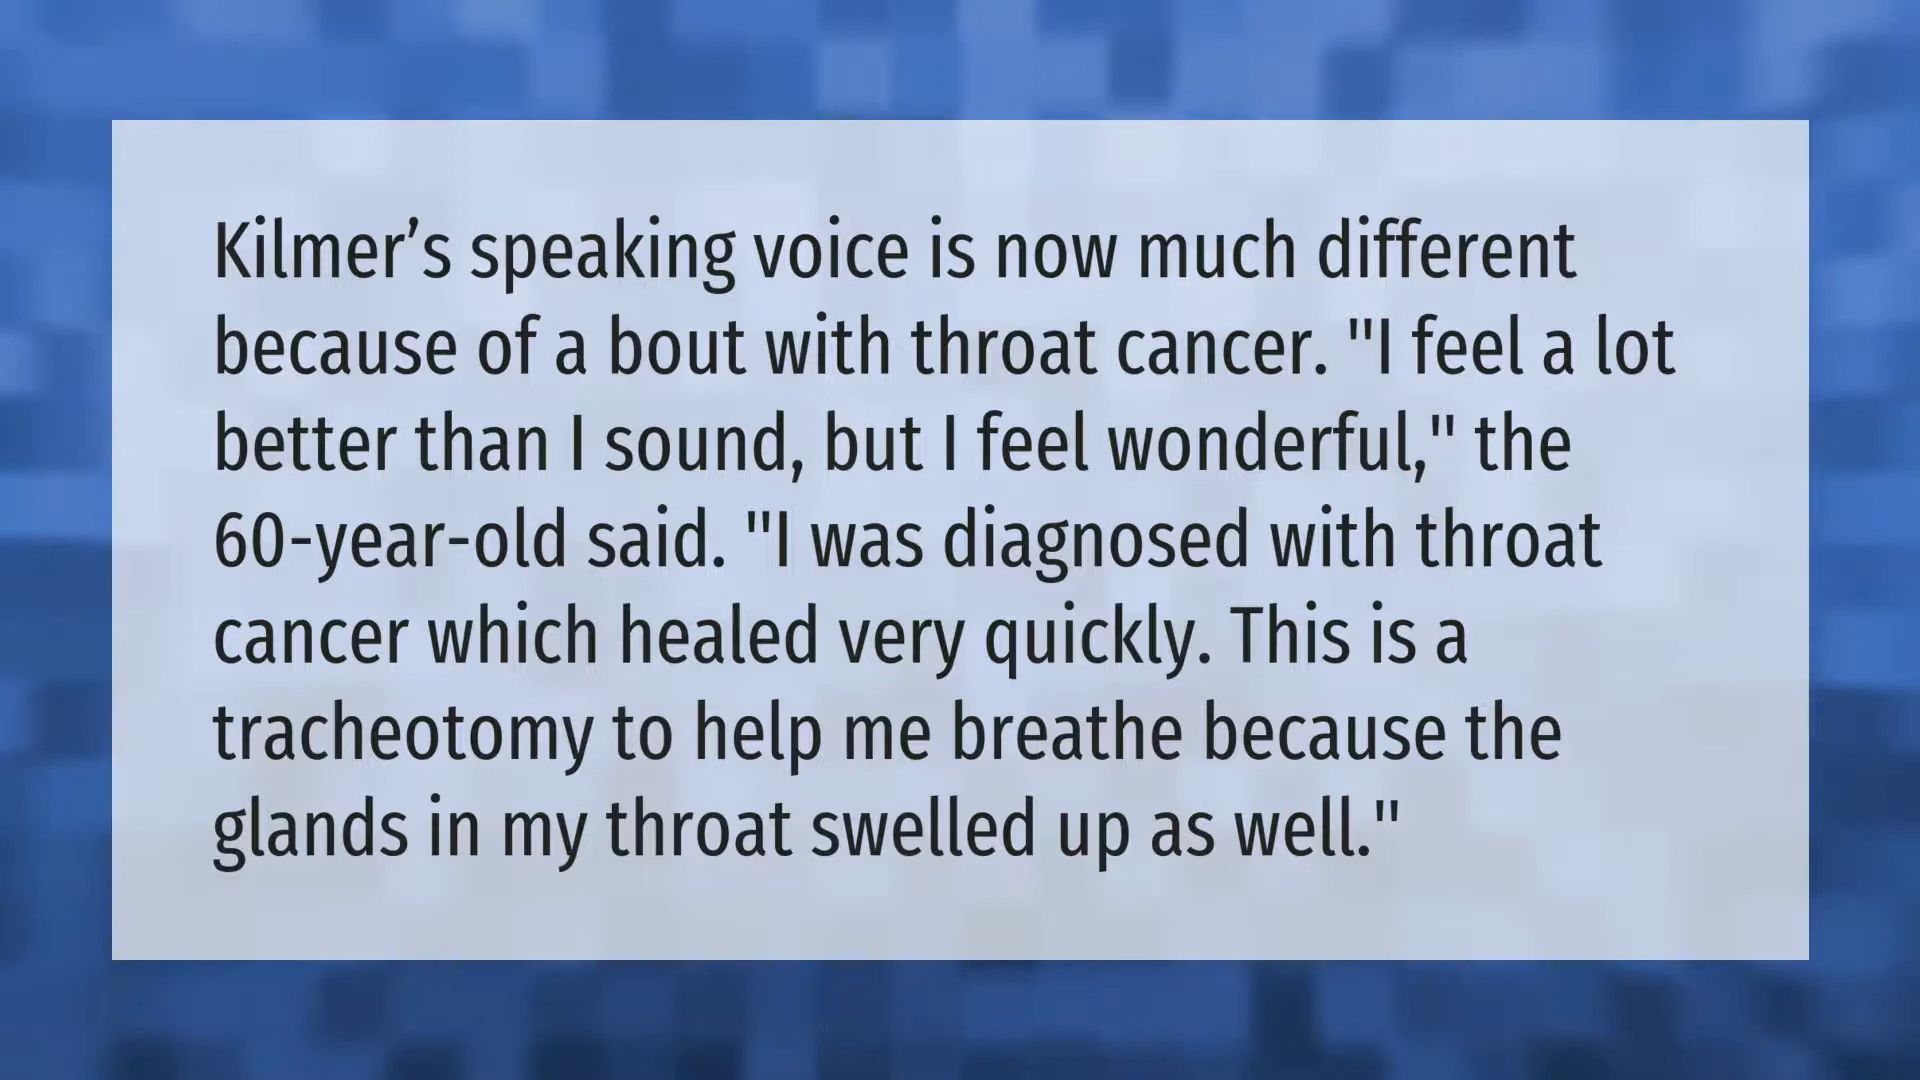 Kilmer’s speaking voice is now much different
because of a bout with throat cancer. "I feel a lot
better than I sound, but I feel wonderful," the
60-year-old said. "I was diagnosed with throat
cancer which healed very quickly. This is a
tracheotomy to help me breathe because the
glands in my throat swelled up as well."